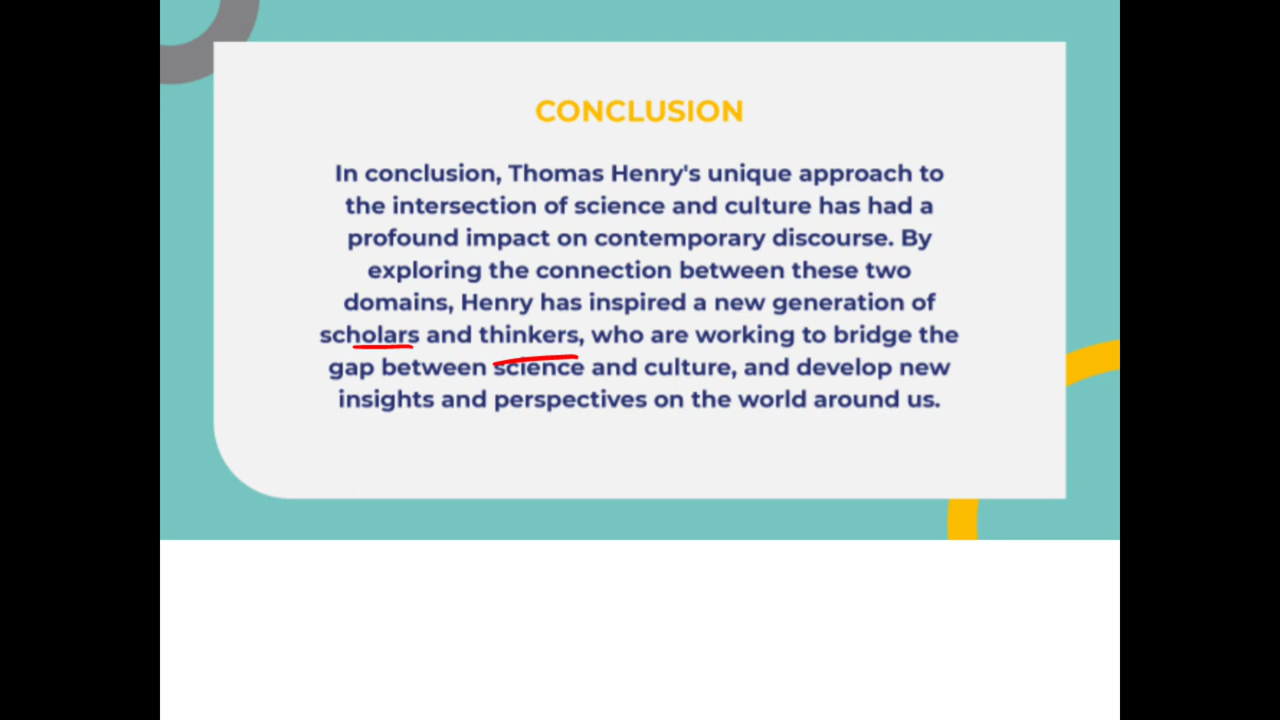 CONCLUSION
In conclusion, Thomas Henry's unique approach to
the intersection of science and culture has had a
profound impact on contemporary discourse. By
exploring the connection between these two
domains, Henry has inspired a new generation of
scholars and thinkers, who are working to bridge the
gap between science and culture, and develop new
insights and perspectives on the world around us.